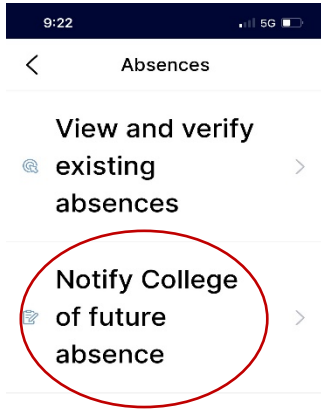 9:22
5G
Absences
View and verify
existing
absences
Notify College
of future
absence